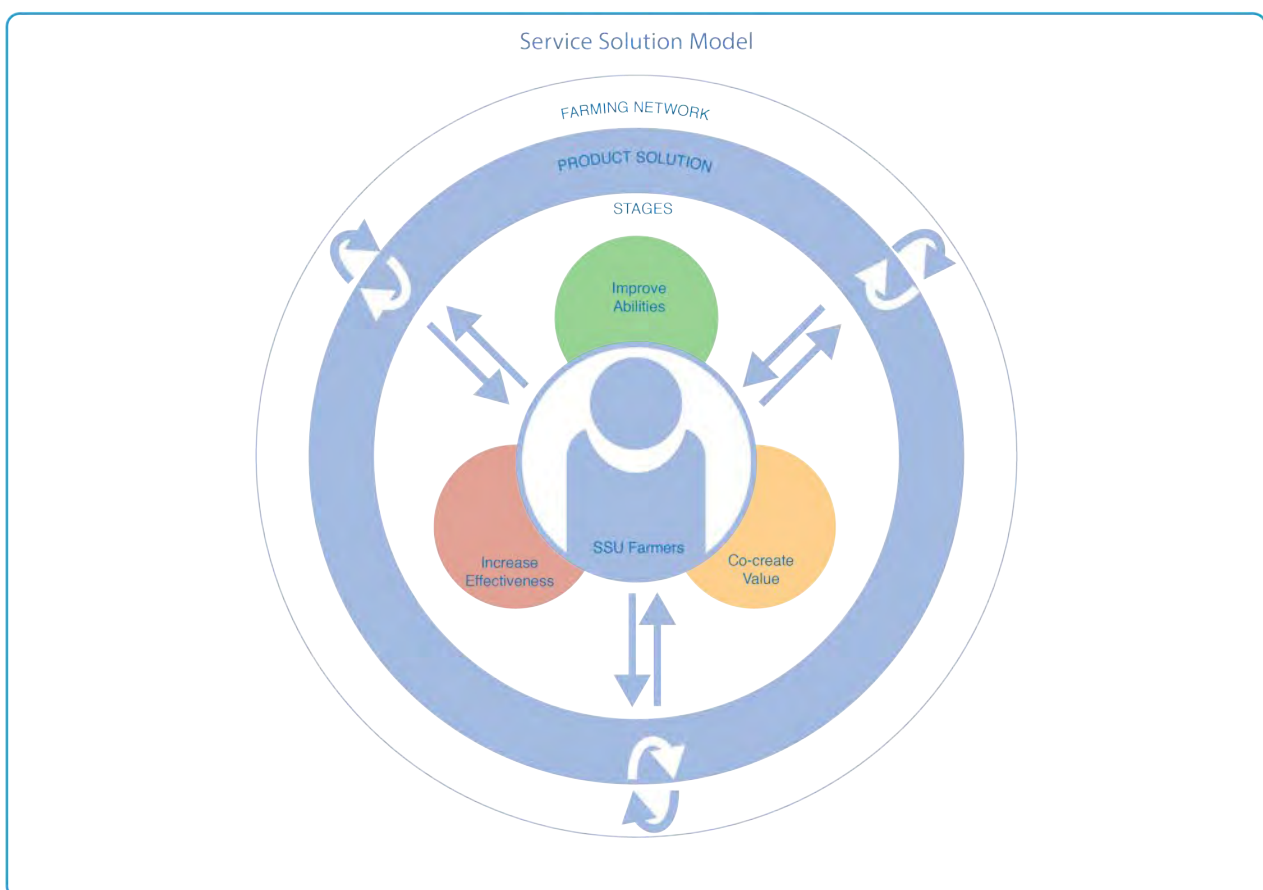 Service Solution Model
FARMING NETWORK
PRODUCT SOLUTION
STAGES
Improve
Abilities
SSU Farmers
Increase
Effectiveness
Co-create
Value